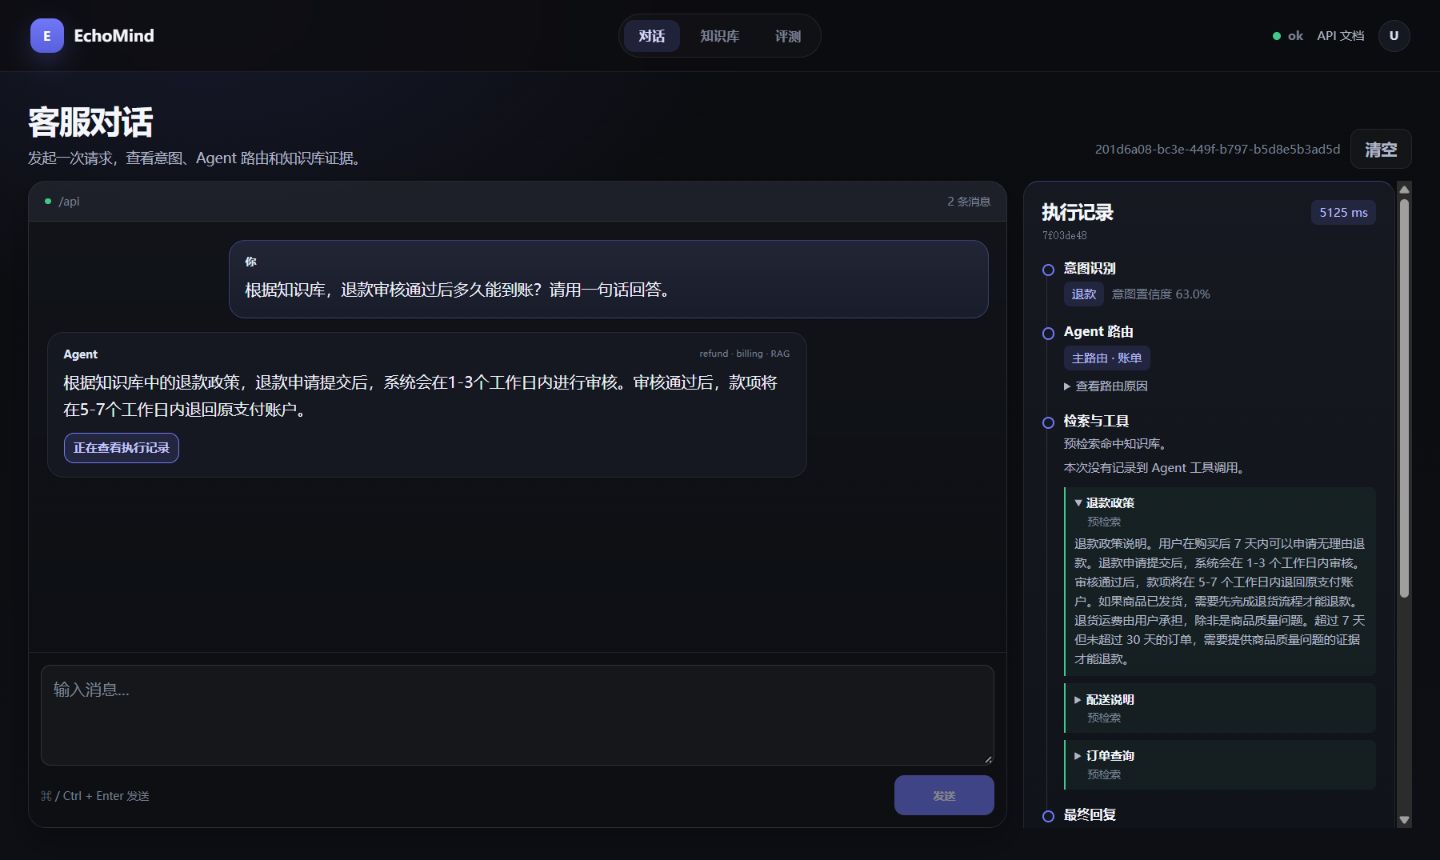 E
EchoMind
对话
知识库
评测
ok
API 文档
U
客服对话
发起一次请求，查看意图、Agent 路由和知识库证据。
201d6a08-bc3e-449f-b797-b5d8e5b3ad5d
清空
/api
2 条消息
你
根据知识库，退款审核通过后多久能到账？请用一句话回答。
Agent
refund · billing · RAG
根据知识库中的退款政策，退款申请提交后，系统会在1-3个工作日内进行审核。审核通过后，款项将
在5-7个工作日内退回原支付账户。
正在查看执行记录
输入消息...
⌘ / Ctrl + Enter 发送
发送
执行记录
5125 ms
7f03de48
意图识别
退款
意图置信度 63.0%
Agent 路由
主路由 · 账单
▶ 查看路由原因
检索与工具
预检索命中知识库。
本次没有记录到 Agent 工具调用。
▼ 退款政策
预检索
退款政策说明。用户在购买后 7 天内可以申请无理由退
款。退款申请提交后，系统会在 1-3 个工作日内审核。
审核通过后，款项将在 5-7 个工作日内退回原支付账
户。如果商品已发货，需要先完成退货流程才能退款。
退货运费由用户承担，除非是商品质量问题。超过 7 天
但未超过 30 天的订单，需要提供商品质量问题的证据
才能退款。
▶ 配送说明
预检索
▶ 订单查询
预检索
最终回复